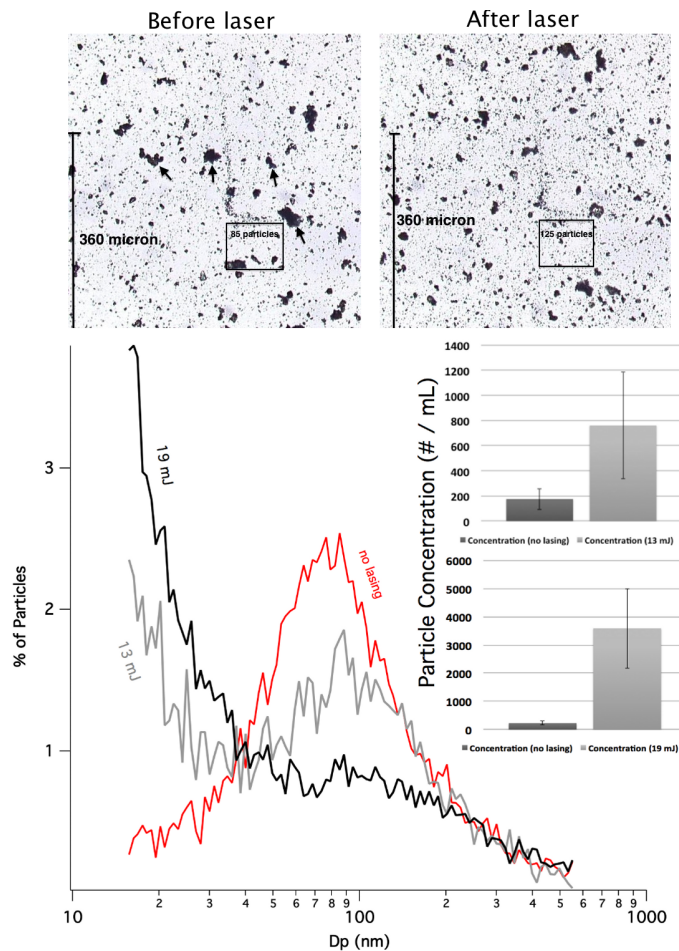 Before laser
After laser
360 micron
85 particles
360 micron
125 particles
% of Particles
3
2
1
19 mJ
13 mJ
no lasing
10
2
3
4
5
6
7
8
9
100
2
3
4
5
6
7
8
9
1000
Dp (nm)
Particle Concentration (# / mL)
1400
1200
1000
800
600
400
200
0
Concentration (no lasing)
Concentration (13 mJ)
6000
5000
4000
3000
2000
1000
0
Concentration (no lasing)
Concentration (19 mJ)